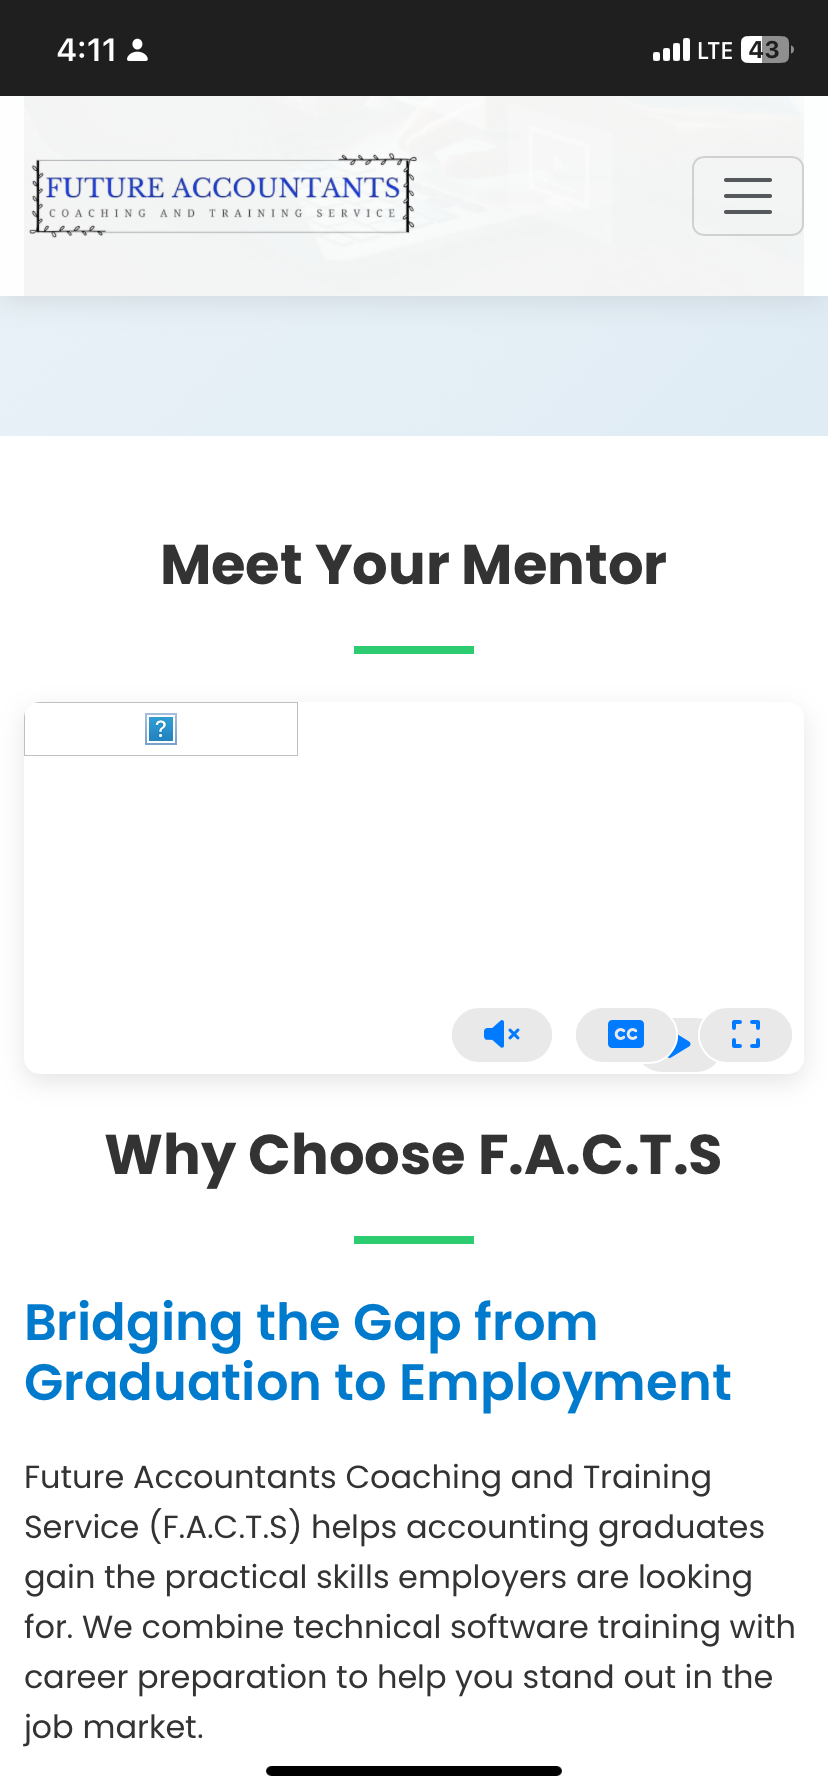 4:11
LTE 43
FUTURE ACCOUNTANTS
COACHING AND TRAINING SERVICE
Meet Your Mentor
?
CC
Why Choose F.A.C.T.S
Bridging the Gap from
Graduation to Employment
Future Accountants Coaching and Training
Service (F.A.C.T.S) helps accounting graduates
gain the practical skills employers are looking
for. We combine technical software training with
career preparation to help you stand out in the
job market.